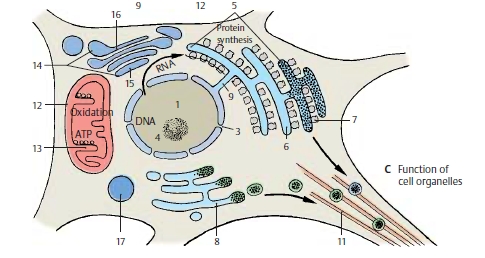 9 12 5
16
Protein
synthesis
14
RNA
15
12
Oxidation
1
9
DNA
4
3
7
ATP
6
13
C Function of
cell organelles
17
8
11